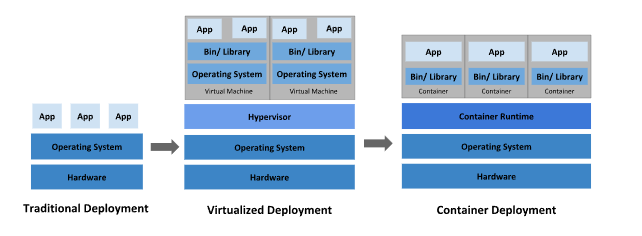 App
App
App
Operating System
Hardware
Traditional Deployment
App
App
App
App
Bin/ Library
Bin/ Library
Operating System
Operating System
Virtual Machine
Virtual Machine
Hypervisor
Operating System
Hardware
Virtualized Deployment
App
App
App
Bin/ Library
Bin/ Library
Bin/ Library
Container
Container
Container
Container Runtime
Operating System
Hardware
Container Deployment